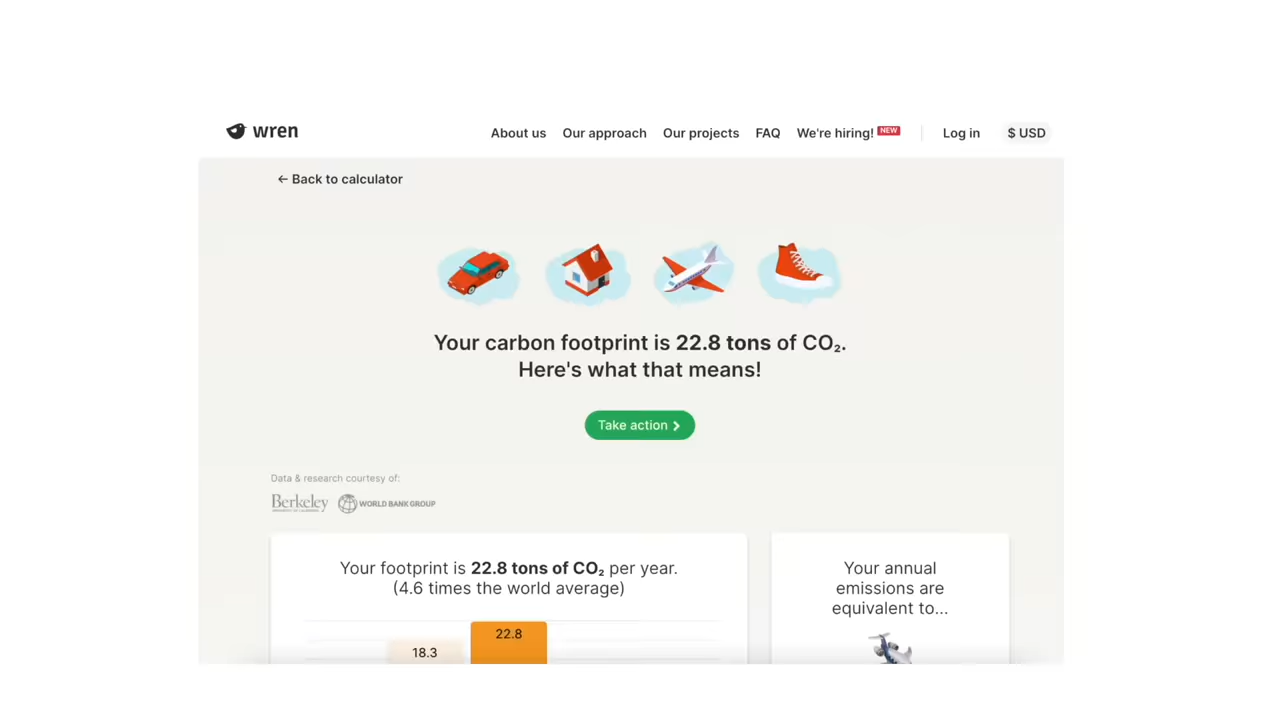 wren
About us
Our approach
Our projects
FAQ
We're hiring! NEW
Log in
$ USD
← Back to calculator
Your carbon footprint is 22.8 tons of CO₂.
Here's what that means!
Take action
Data & research courtesy of:
Berkeley
WORLD BANK GROUP
Your footprint is 22.8 tons of CO₂ per year.
(4.6 times the world average)
22.8
18.3
Your annual
emissions are
equivalent to...